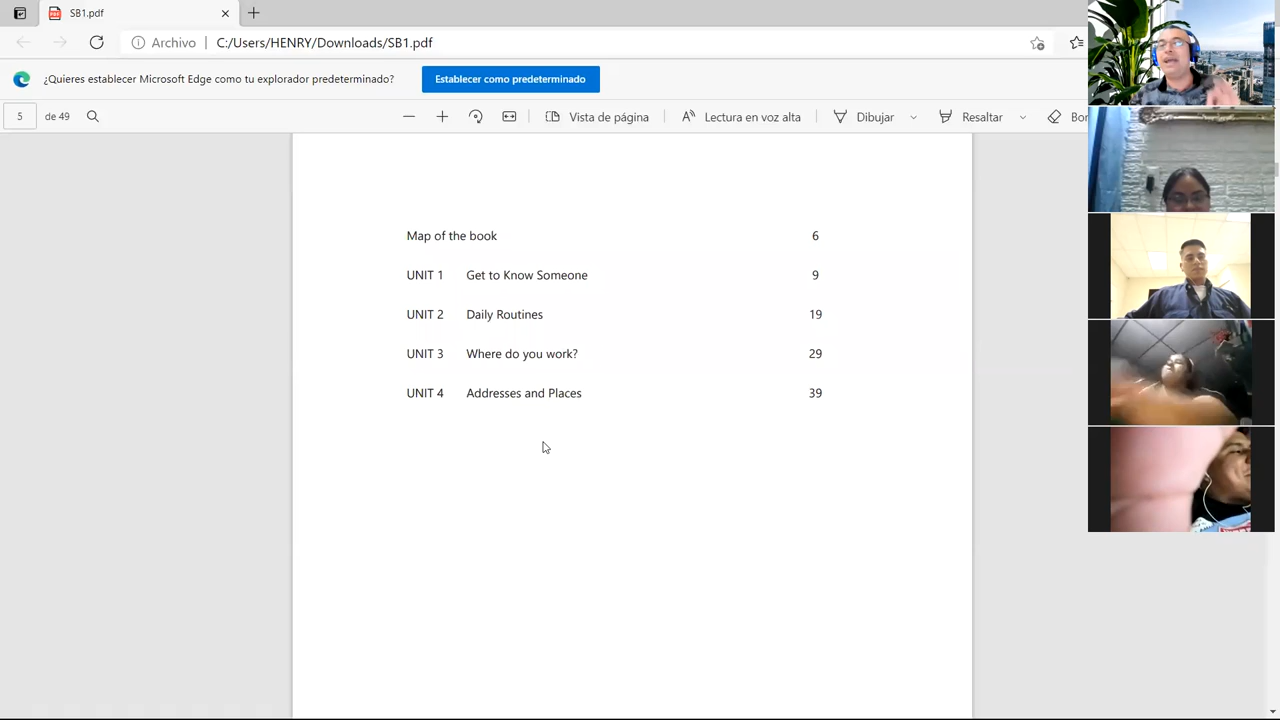 SB1.pdf
Archivo C:/Users/HENRY/Downloads/SB1.pdf
¿Quieres establecer Microsoft Edge como tu explorador predeterminado? Establecer como predeterminado
5 de 49 Vista de página Lectura en voz alta Dibujar Resaltar Bor
Map of the book 6
UNIT 1 Get to Know Someone 9
UNIT 2 Daily Routines 19
UNIT 3 Where do you work? 29
UNIT 4 Addresses and Places 39